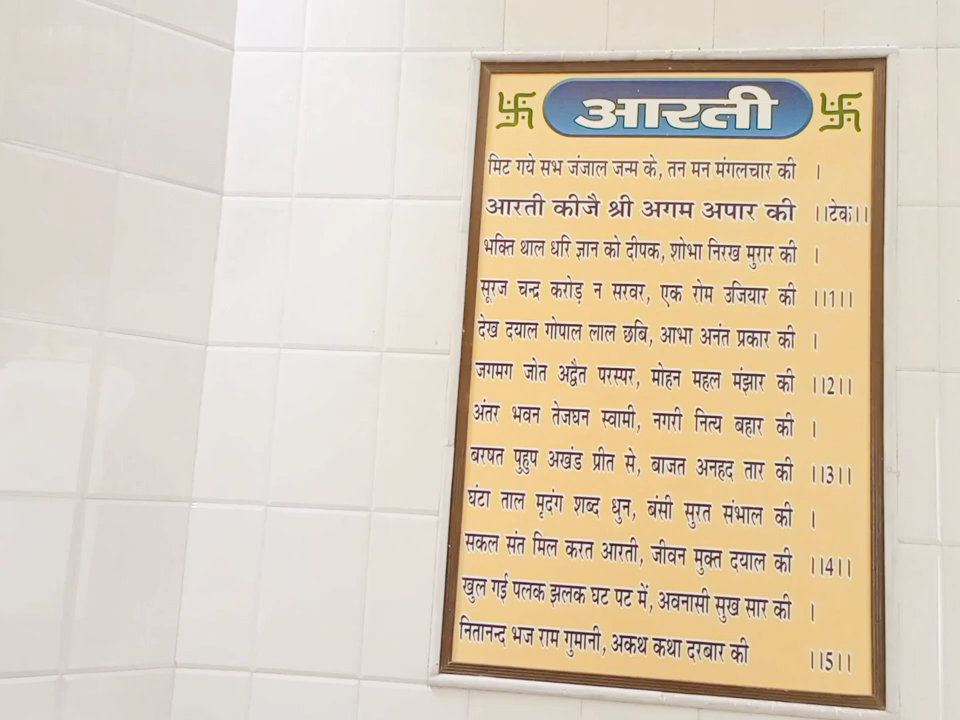 卐 आरती 卐
मिट गये सभ जंजाल जन्म के, तन मन मंगलचार की ।
आरती कीजै श्री अगम अपार की ।।टेक।।
भक्ति थाल धरि ज्ञान को दीपक, शोभा निरख मुरार की ।
सूरज चन्द्र करोड़ न सरवर, एक रोम उजियार की ।।1।।
देख दयाल गोपाल लाल छबि, आभा अनंत प्रकार की ।
जगमग जोत अद्वैत परस्पर, मोहन महल मंझार की ।।2।।
अंतर भवन तेजघन स्वामी, नगरी नित्य बहार की ।
बरषत पुहुप अखंड प्रीत से, बाजत अनहद तार की ।।3।।
घंटा ताल मृदंग शब्द धुन, बंसी सुरत संभाल की ।
सकल संत मिल करत आरती, जीवन मुक्त दयाल की ।।4।।
खुल गई पलक झलक घट पट में, अवनासी सुख सार की ।
नितानन्द भज राम गुमानी, अकथ कथा दरबार की ।।5।।